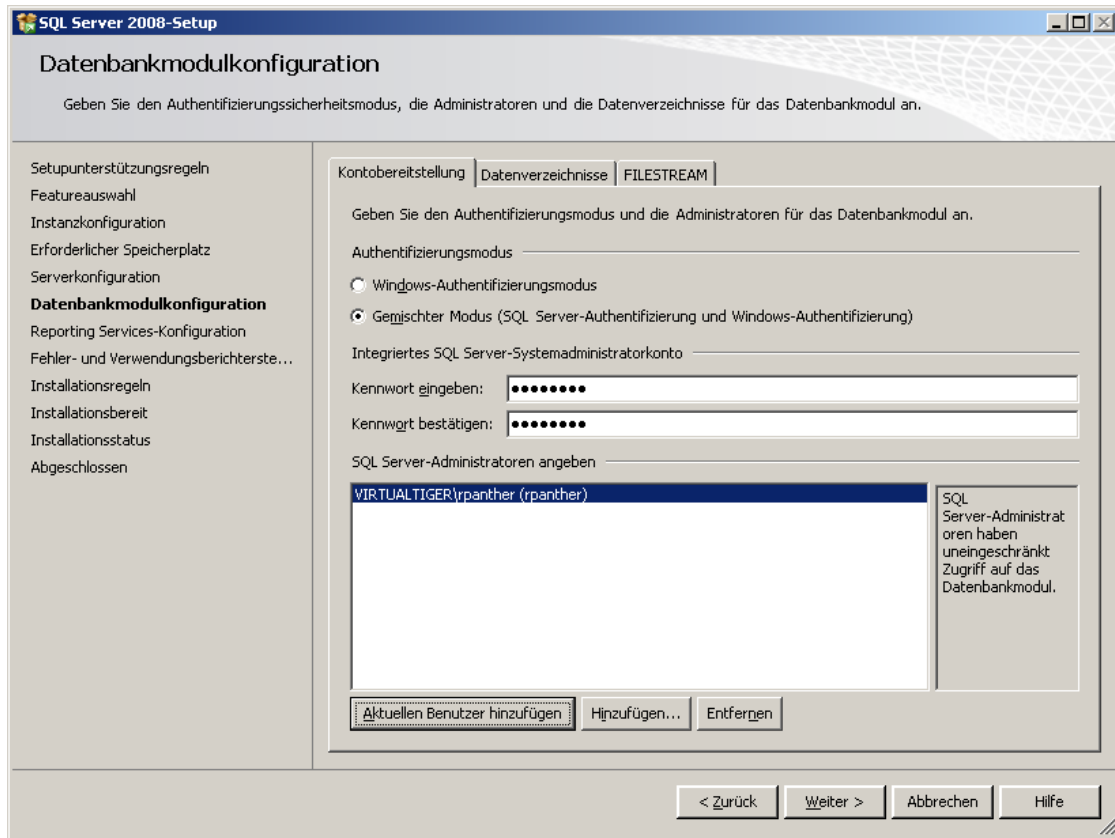 SQL Server 2008-Setup
Datenbankmodulkonfiguration
Geben Sie den Authentifizierungssicherheitsmodus, die Administratoren und die Datenverzeichnisse für das Datenbankmodul an.
Setupunterstützungsregeln
Featureauswahl
Instanzkonfiguration
Erforderlicher Speicherplatz
Serverkonfiguration
Datenbankmodulkonfiguration
Reporting Services-Konfiguration
Fehler- und Verwendungsberichterste...
Installationsregeln
Installationsbereit
Installationsstatus
Abgeschlossen
Kontobereitstellung Datenverzeichnisse FILESTREAM
Geben Sie den Authentifizierungsmodus und die Administratoren für das Datenbankmodul an.
Authentifizierungsmodus
Windows-Authentifizierungsmodus
Gemischter Modus (SQL Server-Authentifizierung und Windows-Authentifizierung)
Integriertes SQL Server-Systemadministratorkonto
Kennwort eingeben: ●●●●●●●●
Kennwort bestätigen: ●●●●●●●●
SQL Server-Administratoren angeben
VIRTUALTIGER\rpanther (rpanther)
SQL
Server-Administrat
oren haben
uneingeschränkt
Zugriff auf das
Datenbankmodul.
Aktuellen Benutzer hinzufügen Hinzufügen... Entfernen
< Zurück Weiter > Abbrechen Hilfe